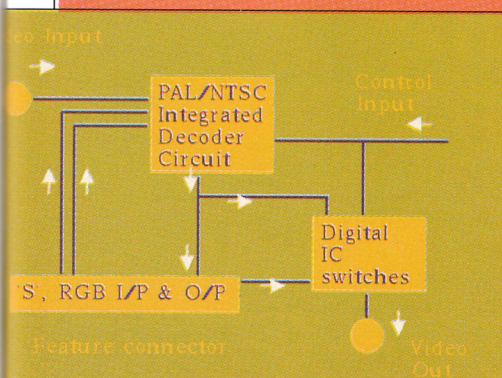 eo Input
PAL/NTSC
Integrated
Decoder
Circuit
Control
Input
Digital
IC
switches
'S', RGB I/P & O/P
Feature connector
Video
Out